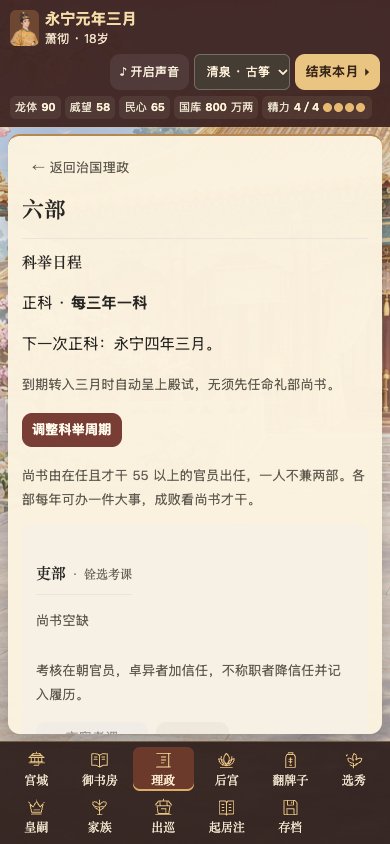 永宁元年三月
萧彻 · 18岁
♪ 开启声音
清泉 · 古筝
结束本月
龙体 90
威望 58
民心 65
国库 800 万两
精力 4 / 4
← 返回治国理政
六部
科举日程
正科 · 每三年一科
下一次正科：永宁四年三月。
到期转入三月时自动呈上殿试，无须先任命礼部尚书。
调整科举周期
尚书由在任且才干 55 以上的官员出任，一人不兼两部。各
部每年可办一件大事，成败看尚书才干。
吏部 · 铨选考课
尚书空缺
考核在朝官员，卓异者加信任，不称职者降信任并记
入履历。
宫城
御书房
理政
后宫
翻牌子
选秀
皇嗣
家族
出巡
起居注
存档